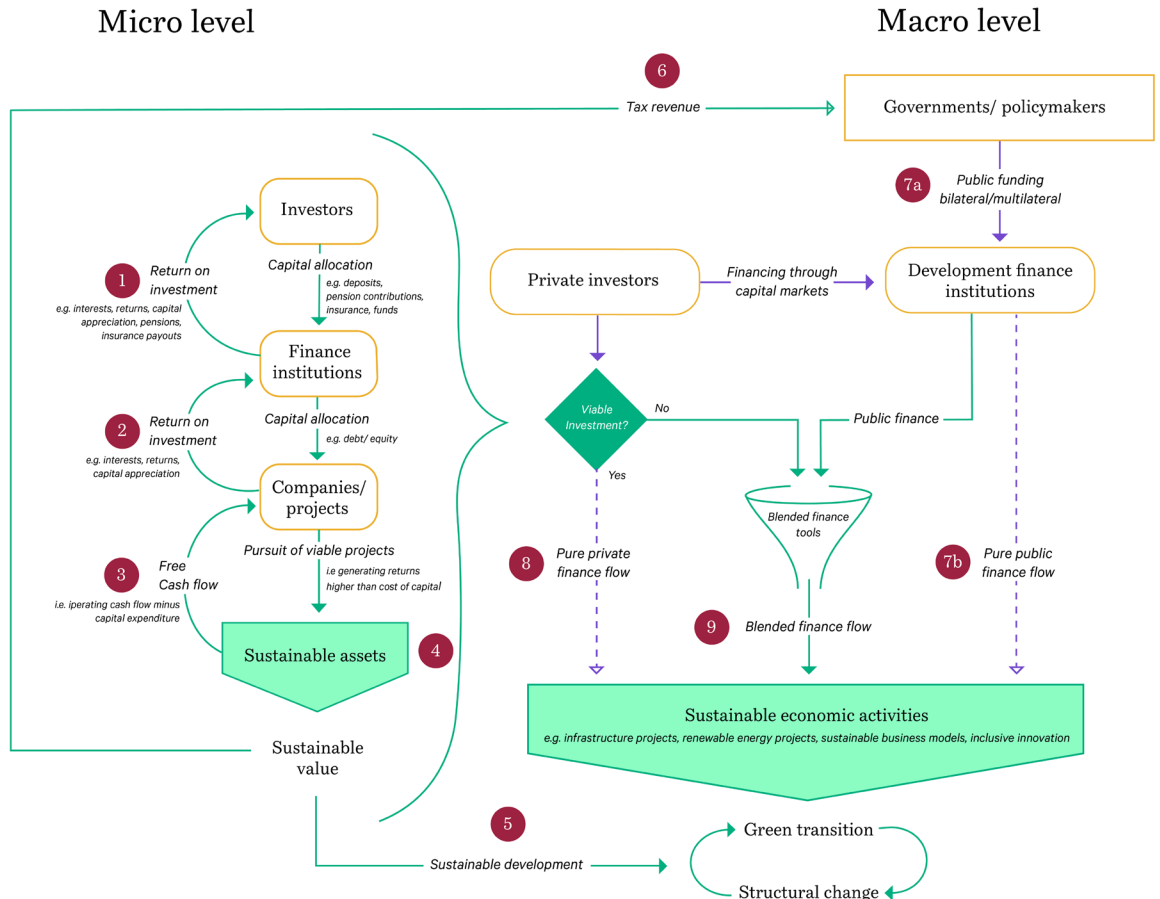 Micro level
Macro level
6
Tax revenue
Governments/ policymakers
7a
Public funding
bilateral/multilateral
Investors
Capital allocation
e.g. deposits,
pension contributions,
insurance, funds
1
Return on
investment
e.g. interests, returns, capital
appreciation, pensions,
insurance payouts
Finance
institutions
Capital allocation
e.g. debt/ equity
2
Return on
investment
e.g. interests, returns,
capital appreciation
Companies/
projects
Pursuit of viable projects
i.e generating returns
higher than cost of capital
3
Free
Cash flow
i.e. iperating cash flow minus
capital expenditure
Sustainable assets
4
Sustainable
value
Private investors
Financing through
capital markets
Development finance
institutions
Viable
Investment?
No
Yes
Public finance
Blended finance
tools
8
Pure private
finance flow
7b
Pure public
finance flow
9
Blended finance flow
Sustainable economic activities
e.g. infrastructure projects, renewable energy projects, sustainable business models, inclusive innovation
5
Sustainable development
Green transition
Structural change